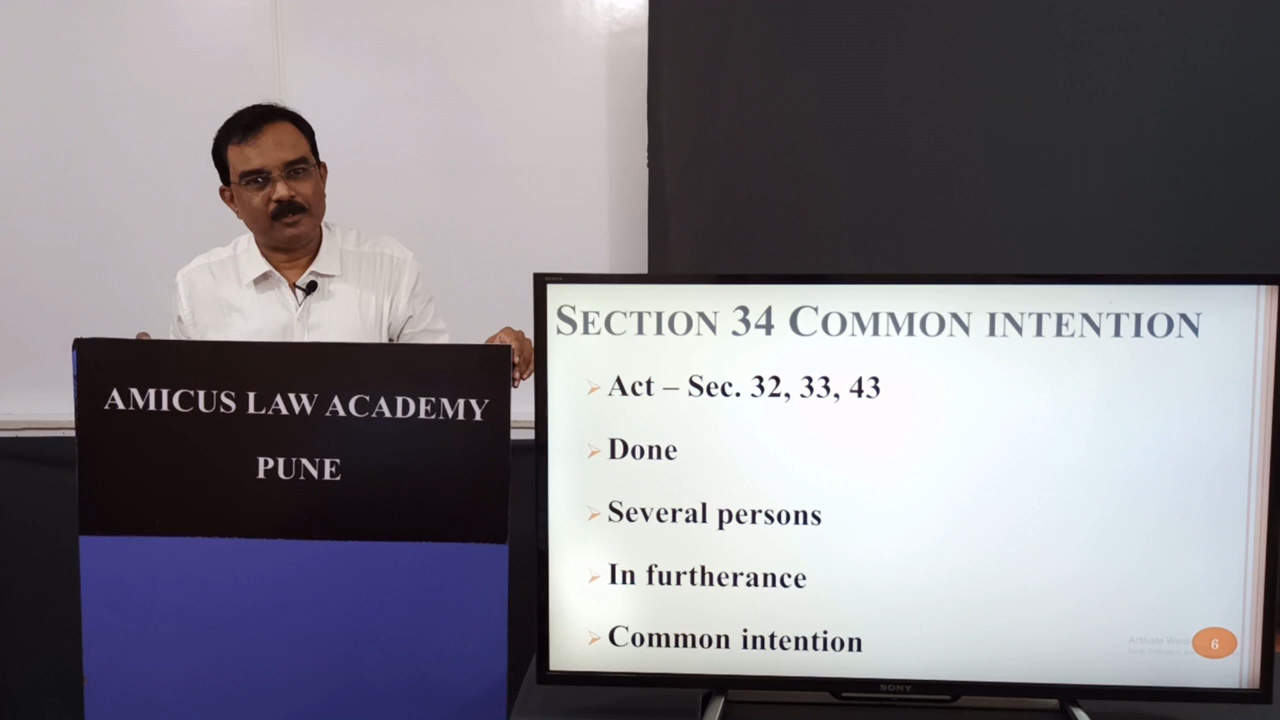 AMICUS LAW ACADEMY
PUNE
SECTION 34 COMMON INTENTION
Act – Sec. 32, 33, 43
Done
Several persons
In furtherance
Common intention
6
SONY